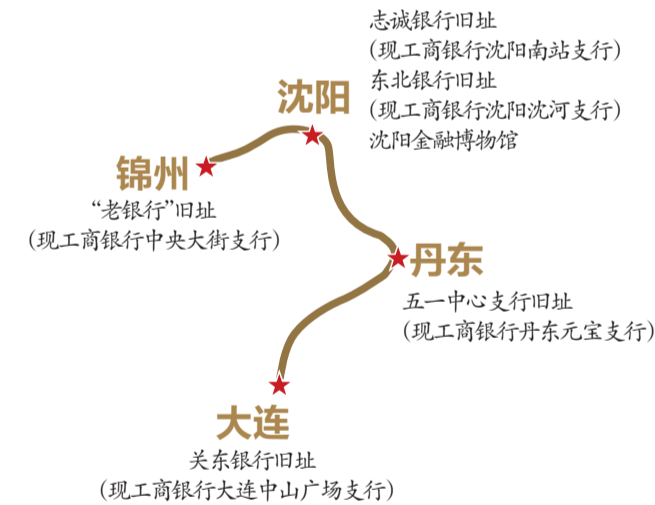 志诚银行旧址
(现工商银行沈阳南站支行)
东北银行旧址
(现工商银行沈阳沈河支行)
沈阳金融博物馆
沈阳
锦州
“老银行”旧址
(现工商银行中央大街支行)
丹东
五一中心支行旧址
(现工商银行丹东元宝支行)
大连
关东银行旧址
(现工商银行大连中山广场支行)